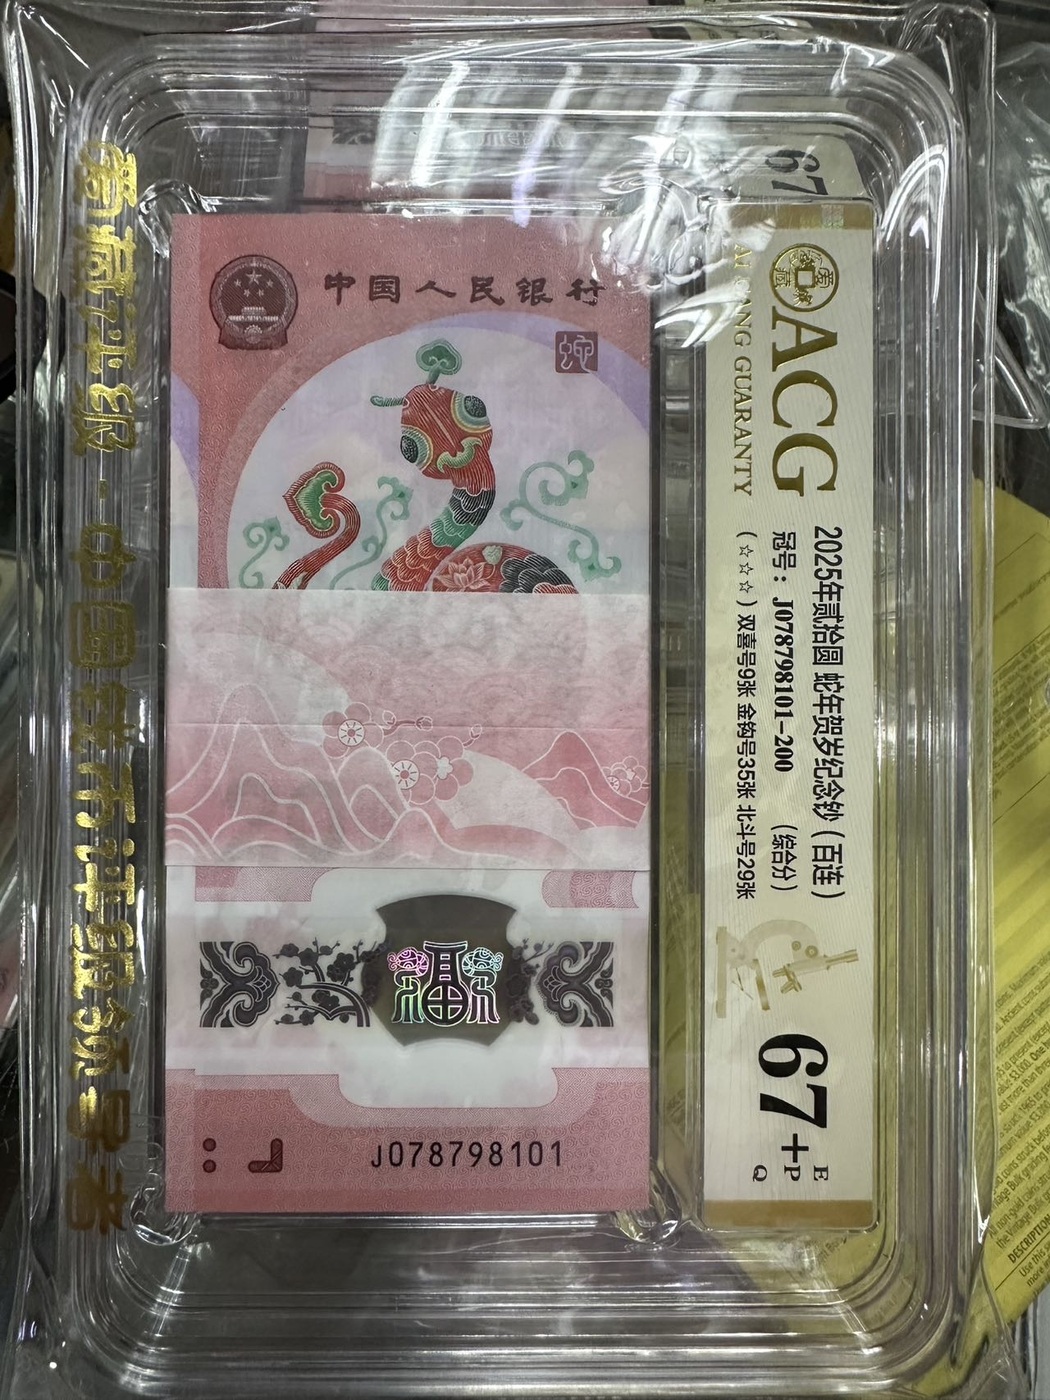 爱藏评级·中国钱币评级领导者
中国人民银行
蛇
福
J078798101
67
ACG
AI CANG GUARANTY
2025年贰拾圆 蛇年贺岁纪念钞（百连）
冠号：J078798101-200 （综合分）
（☆☆☆）双喜号9张 金钩号35张 北斗号29张
67+
E
P
Q
DESCRIPTION